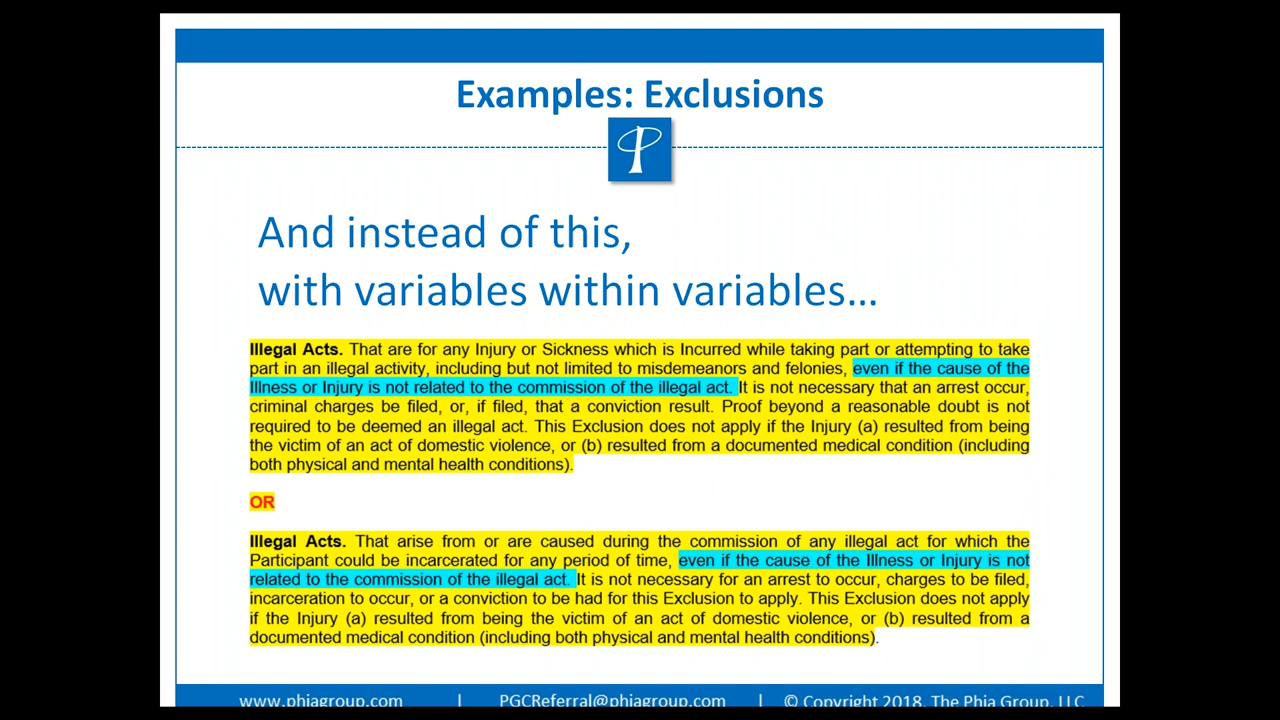 Examples: Exclusions
P
And instead of this,
with variables within variables…
Illegal Acts. That are for any Injury or Sickness which is Incurred while taking part or attempting to take
part in an illegal activity, including but not limited to misdemeanors and felonies, even if the cause of the
Illness or Injury is not related to the commission of the illegal act. It is not necessary that an arrest occur,
criminal charges be filed, or, if filed, that a conviction result. Proof beyond a reasonable doubt is not
required to be deemed an illegal act. This Exclusion does not apply if the Injury (a) resulted from being
the victim of an act of domestic violence, or (b) resulted from a documented medical condition (including
both physical and mental health conditions).
OR
Illegal Acts. That arise from or are caused during the commission of any illegal act for which the
Participant could be incarcerated for any period of time, even if the cause of the Illness or Injury is not
related to the commission of the illegal act. It is not necessary for an arrest to occur, charges to be filed,
incarceration to occur, or a conviction to be had for this Exclusion to apply. This Exclusion does not apply
if the Injury (a) resulted from being the victim of an act of domestic violence, or (b) resulted from a
documented medical condition (including both physical and mental health conditions).
www.phiagroup.com | PGCReferral@phiagroup.com | © Copyright 2018. The Phia Group, LLC